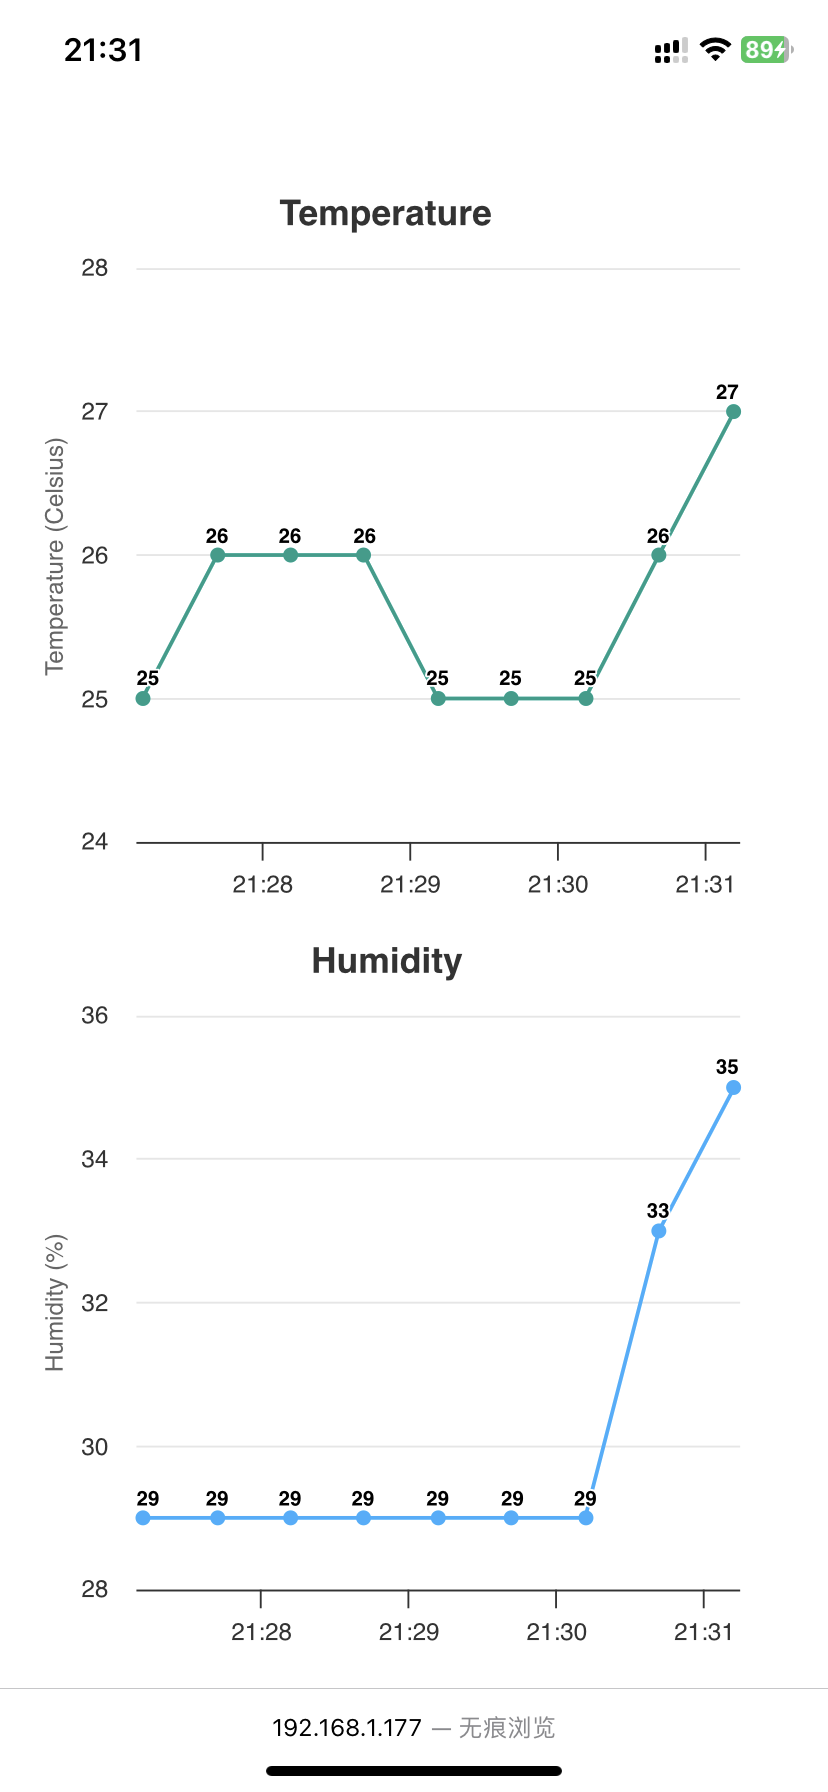 21:31
89
Temperature
28
27
27
Temperature (Celsius)
26
26 26 26 26
25
25 25 25 25
24
21:28 21:29 21:30 21:31
Humidity
36
35
34
33
Humidity (%)
32
30
29 29 29 29 29 29 29
28
21:28 21:29 21:30 21:31
192.168.1.177 — 无痕浏览